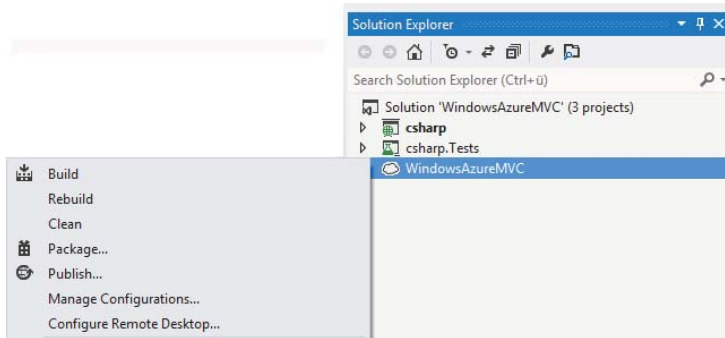 Solution Explorer
Search Solution Explorer (Ctrl+ü)
Solution 'WindowsAzureMVC' (3 projects)
csharp
csharp.Tests
WindowsAzureMVC
Build
Rebuild
Clean
Package...
Publish...
Manage Configurations...
Configure Remote Desktop...